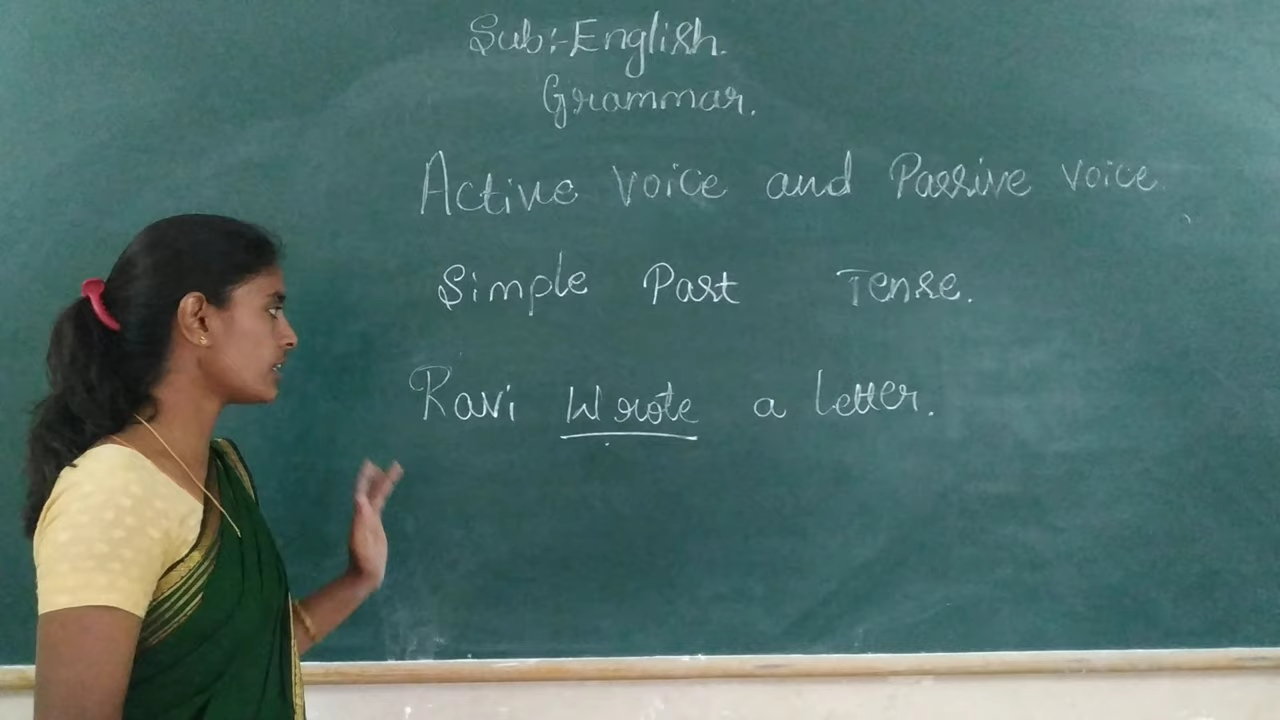 Sub:-English.
Grammar.
Active Voice and Passive Voice.
Simple Past Tense.
Ravi Wrote a letter.